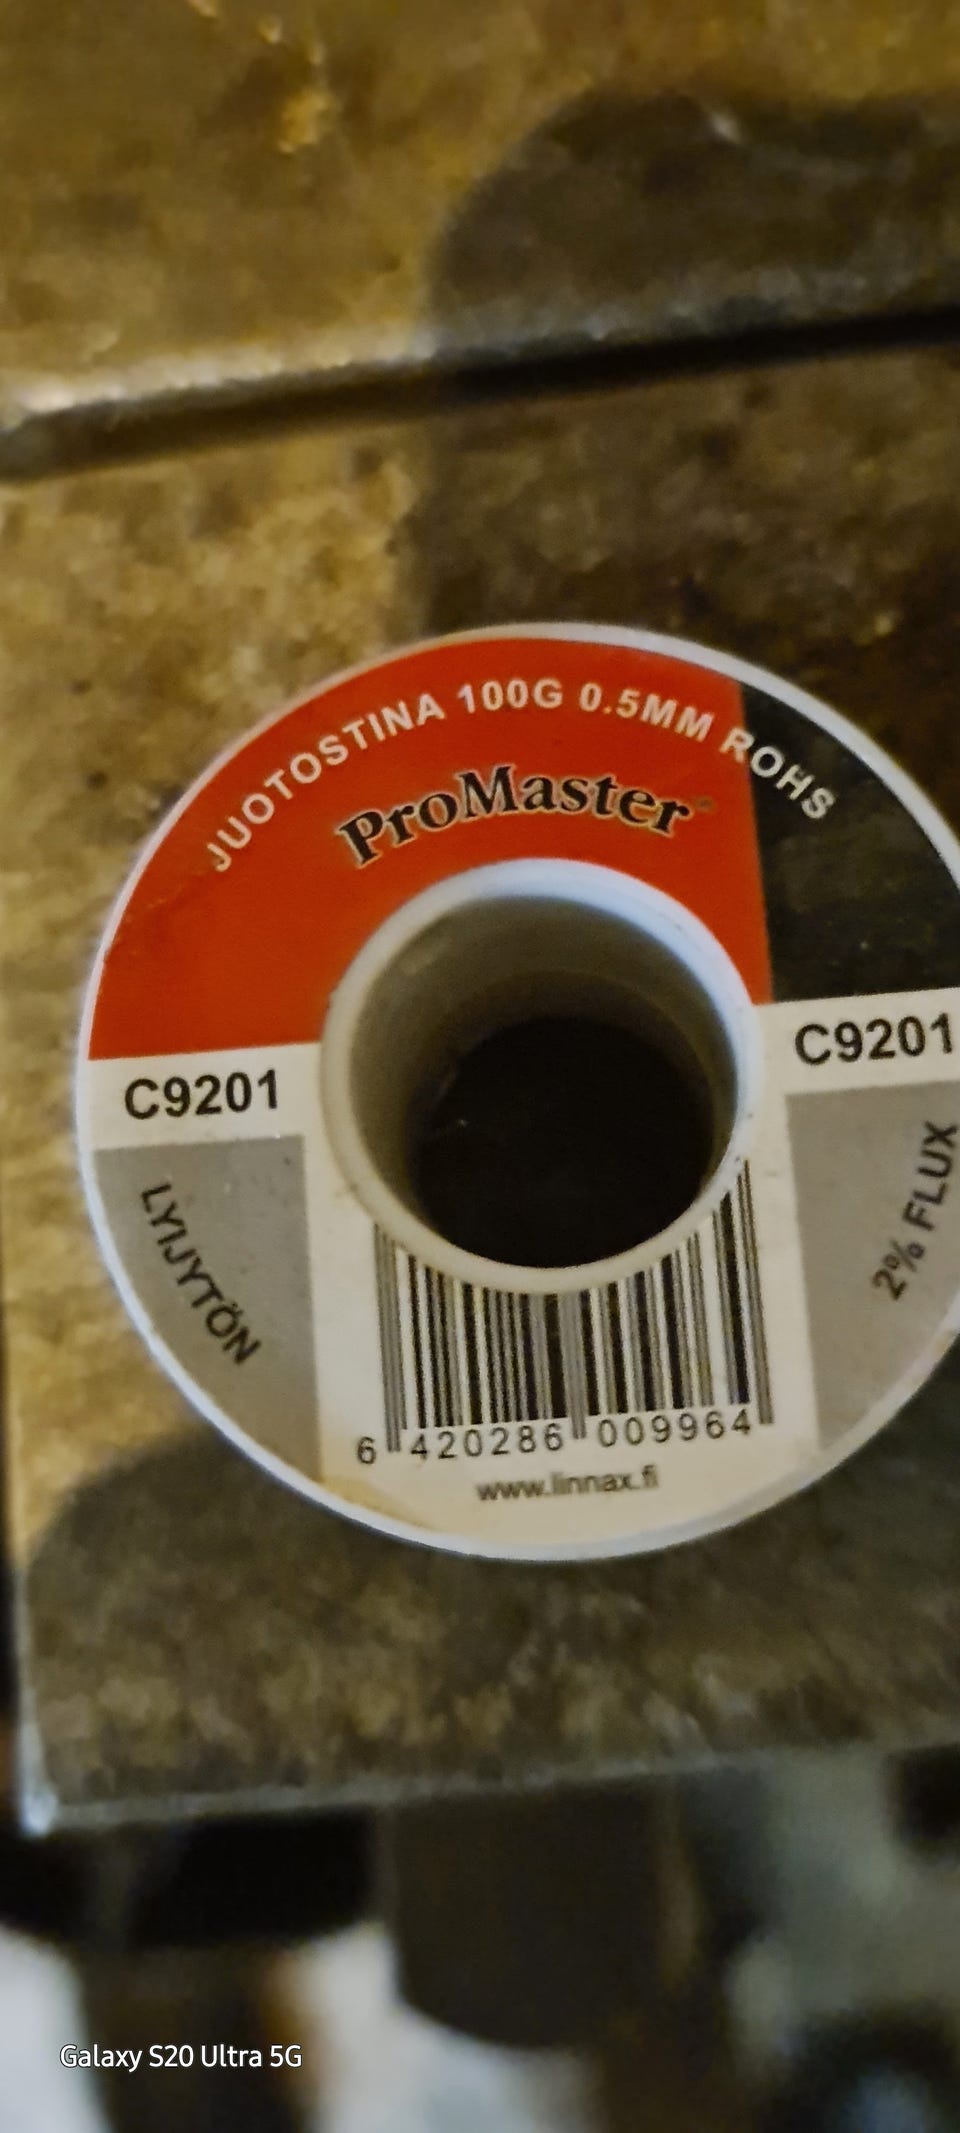 JUOTOSTINA 100G 0.5MM ROHS
ProMaster
C9201
C9201
LYIJYTÖN
2% FLUX
6 420286 009964
www.linnax.fi
Galaxy S20 Ultra 5G